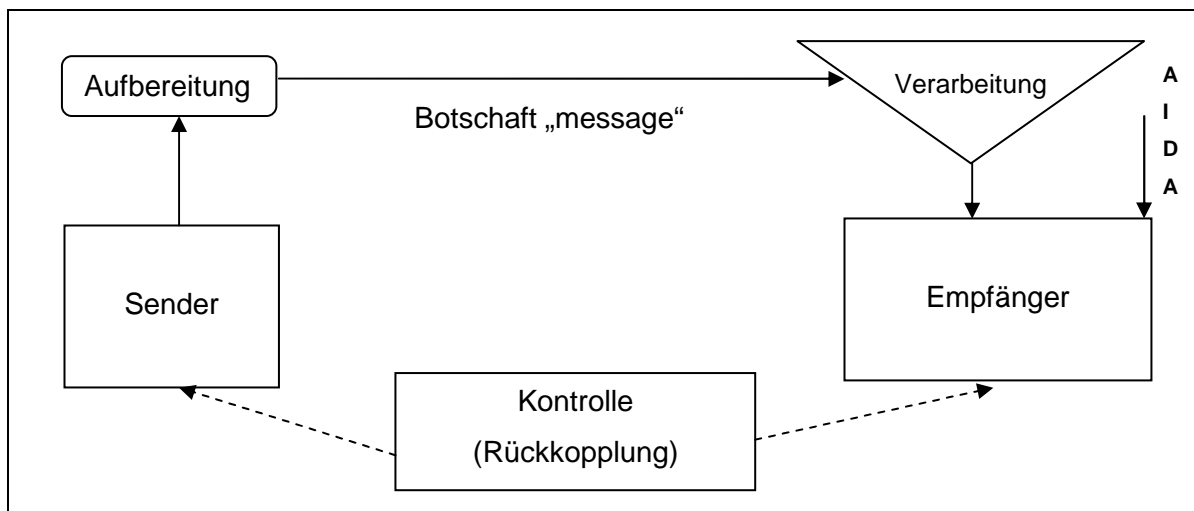 Aufbereitung
Botschaft „message“
Verarbeitung
A
I
D
A
Sender
Empfänger
Kontrolle
(Rückkopplung)